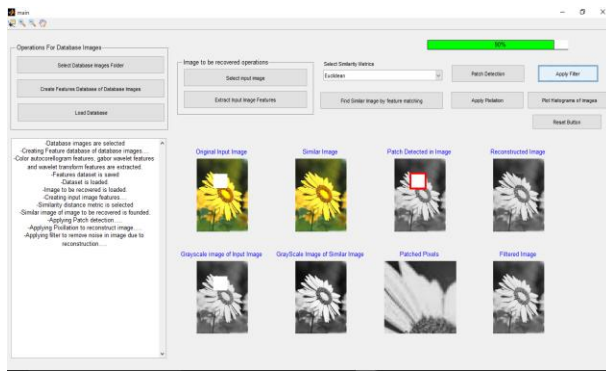 main
90%
Operations For Database Images
Select Database Images Folder
Create Features Database of Database Images
Load Database
Image to be recovered operations
Select input image
Extract Input Image Features
Select Similarity Metrics
Euclidean
Find Similar Image by feature matching
Patch Detection
Apply Filter
Apply Pixilation
Plot Histograms of Images
Reset Button
-Database images are selected
-Creating Feature database of database images....
-Color autocorellogram features, gabor wavelet features
and wavelet transform features are extracted.
-Features dataset is saved
-Dataset is loaded.
-Image to be recovered is loaded.
-Creating input image features....
-Similarity distance metric is selected
-Similar image of image to be recovered is founded.
-Applying Patch detection....
-Applying Pixillation to reconstruct image....
-Applying filter to remove noise in image due to
reconstruction....
Original Input Image
Similar Image
Patch Detected in Image
Reconstructed Image
Grayscale image of Input Image
GrayScale Image of Similar Image
Patched Pixels
Filtered Image